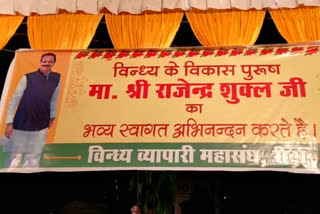 विन्ध्य के विकास पुरूष
मा. श्री राजेन्द्र शुक्ल जी
का
भव्य स्वागत अभिनन्दन करते है।
विन्ध्य व्यापारी महासंघ,